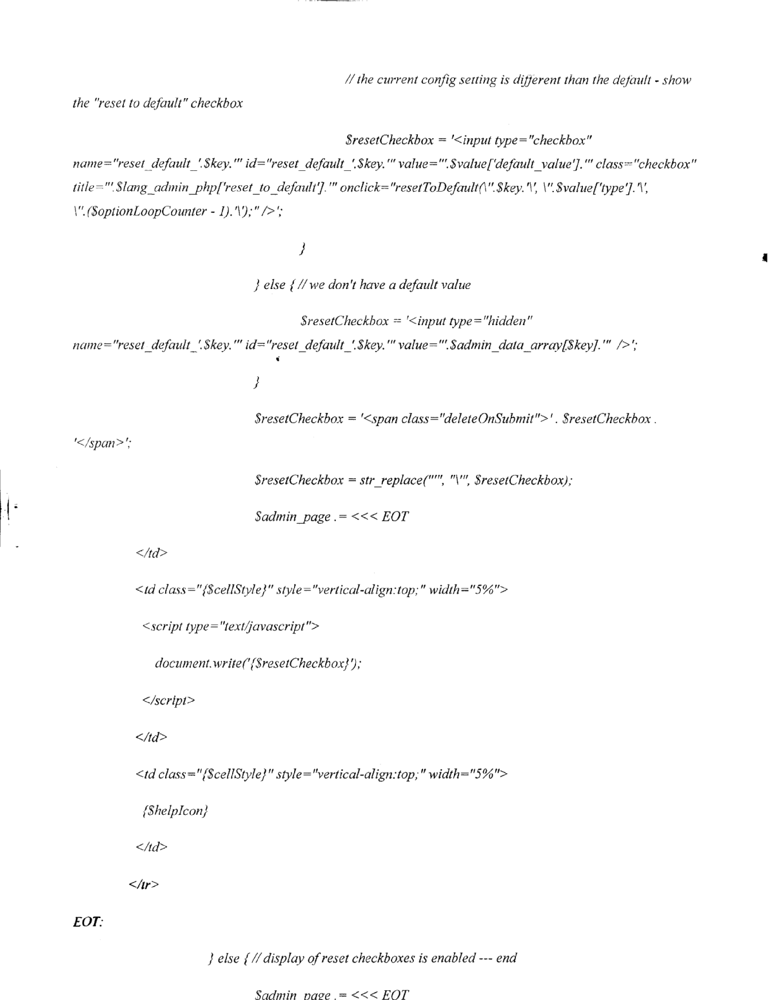 // the current config setting is different than the default - show
the "reset to default" checkbox
$resetCheckbox = '<input type="checkbox"
name="reset_default_'.$key.'" id="reset_default_'.$key.'" value="'.$value['default_value'].'" class="checkbox"
title="'.$lang_admin_php['reset_to_default'].'" onclick="resetToDefault(\''.$key.'\', \''.$value['type'].'\',
\''.($optionLoopCounter - 1).'\');" />';
}
} else { // we don't have a default value
$resetCheckbox = '<input type="hidden"
name="reset_default_'.$key.'" id="reset_default_'.$key.'" value="'.$admin_data_array[$key].'" />';
}
$resetCheckbox = '<span class="deleteOnSubmit">' . $resetCheckbox .
'</span>';
$resetCheckbox = str_replace("'", "\'", $resetCheckbox);
$admin_page .= <<< EOT
</td>
<td class="{$cellStyle}" style="vertical-align:top;" width="5%">
<script type="text/javascript">
document.write('{$resetCheckbox}');
</script>
</td>
<td class="{$cellStyle}" style="vertical-align:top;" width="5%">
{$helpIcon}
</td>
</tr>
EOT;
} else { // display of reset checkboxes is enabled --- end
$admin_page .= <<< EOT